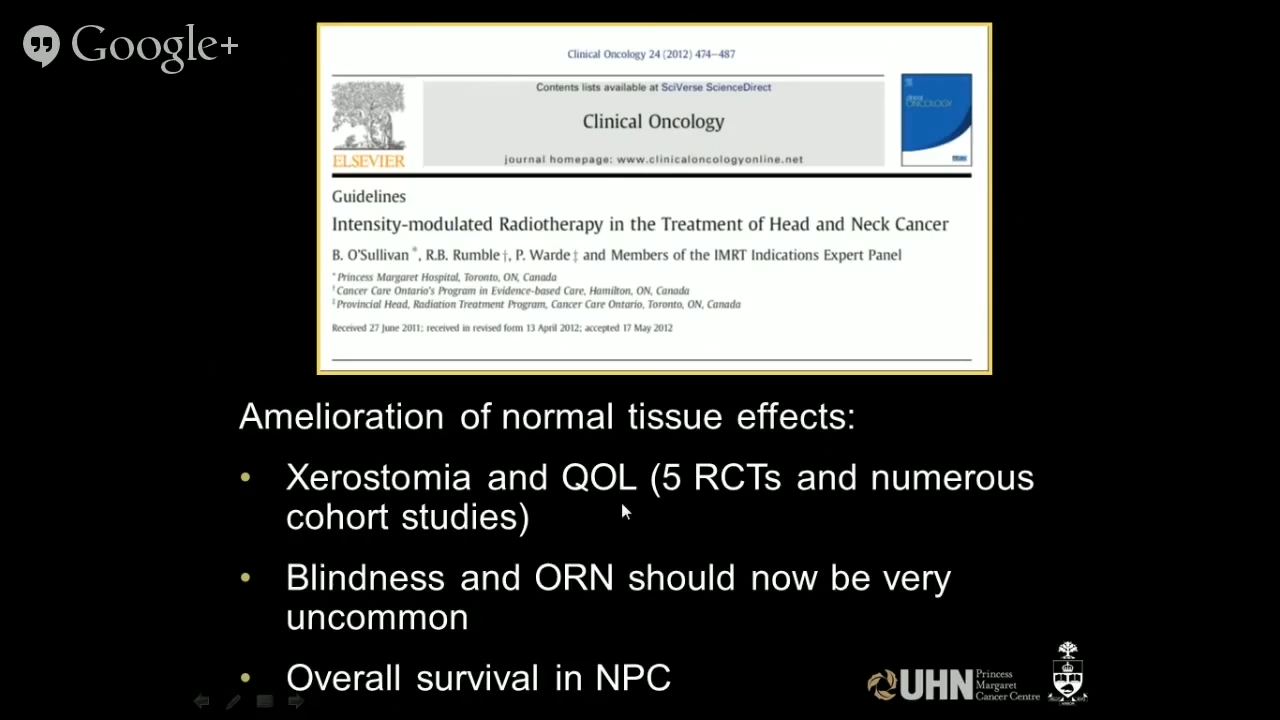 Google+
Clinical Oncology 24 (2012) 474–487
Contents lists available at SciVerse ScienceDirect
Clinical Oncology
journal homepage: www.clinicaloncologyonline.net
ELSEVIER
clinical
ONCOLOGY
Guidelines
Intensity-modulated Radiotherapy in the Treatment of Head and Neck Cancer
B. O'Sullivan *, R.B. Rumble †, P. Warde ‡ and Members of the IMRT Indications Expert Panel
* Princess Margaret Hospital, Toronto, ON, Canada
† Cancer Care Ontario's Program in Evidence-based Care, Hamilton, ON, Canada
‡ Provincial Head, Radiation Treatment Program, Cancer Care Ontario, Toronto, ON, Canada
Received 27 June 2011; received in revised form 13 April 2012; accepted 17 May 2012
Amelioration of normal tissue effects:
• Xerostomia and QOL (5 RCTs and numerous
cohort studies)
• Blindness and ORN should now be very
uncommon
• Overall survival in NPC
UHN Princess
Margaret
Cancer Centre